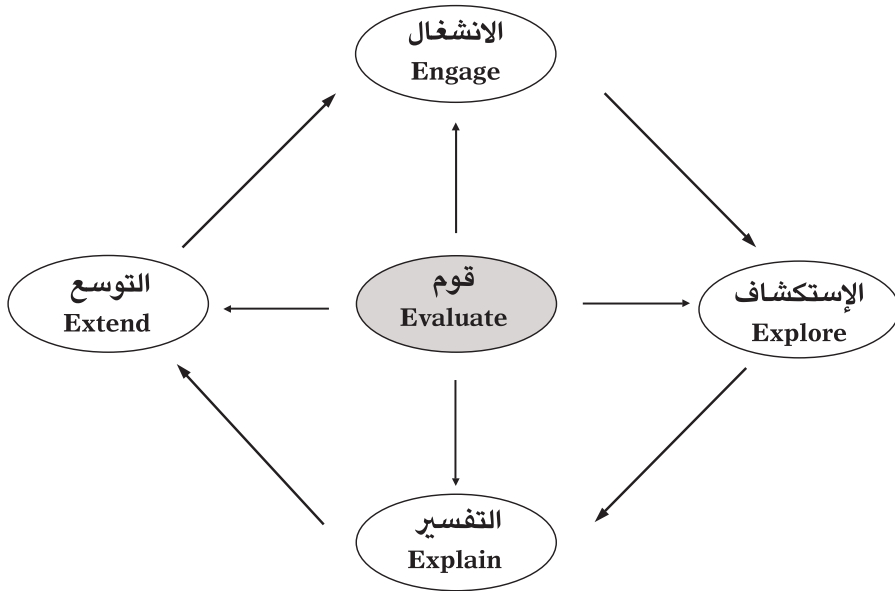 الانشغال
Engage
التوسع
Extend
قوم
Evaluate
الإستكشاف
Explore
التفسير
Explain